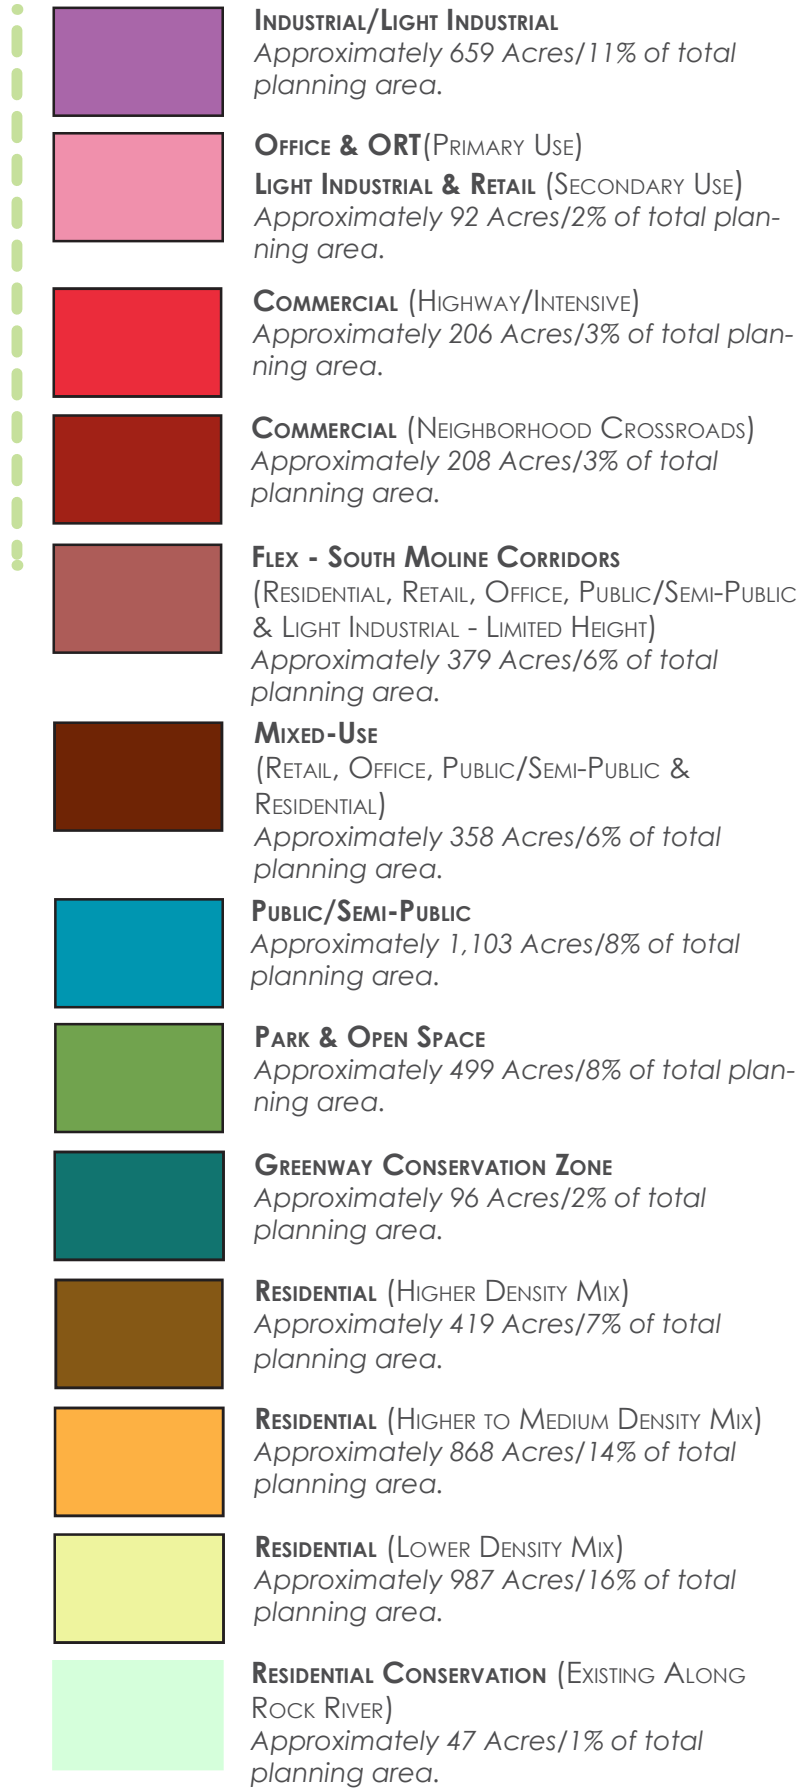 Industrial/Light Industrial
Approximately 659 Acres/11% of total
planning area.
Office & ORT(Primary Use)
Light Industrial & Retail (Secondary Use)
Approximately 92 Acres/2% of total plan-
ning area.
Commercial (Highway/Intensive)
Approximately 206 Acres/3% of total plan-
ning area.
Commercial (Neighborhood Crossroads)
Approximately 208 Acres/3% of total
planning area.
Flex - South Moline Corridors
(Residential, Retail, Office, Public/Semi-Public
& Light Industrial - Limited Height)
Approximately 379 Acres/6% of total
planning area.
Mixed-Use
(Retail, Office, Public/Semi-Public &
Residential)
Approximately 358 Acres/6% of total
planning area.
Public/Semi-Public
Approximately 1,103 Acres/8% of total
planning area.
Park & Open Space
Approximately 499 Acres/8% of total plan-
ning area.
Greenway Conservation Zone
Approximately 96 Acres/2% of total
planning area.
Residential (Higher Density Mix)
Approximately 419 Acres/7% of total
planning area.
Residential (Higher to Medium Density Mix)
Approximately 868 Acres/14% of total
planning area.
Residential (Lower Density Mix)
Approximately 987 Acres/16% of total
planning area.
Residential Conservation (Existing Along
Rock River)
Approximately 47 Acres/1% of total
planning area.